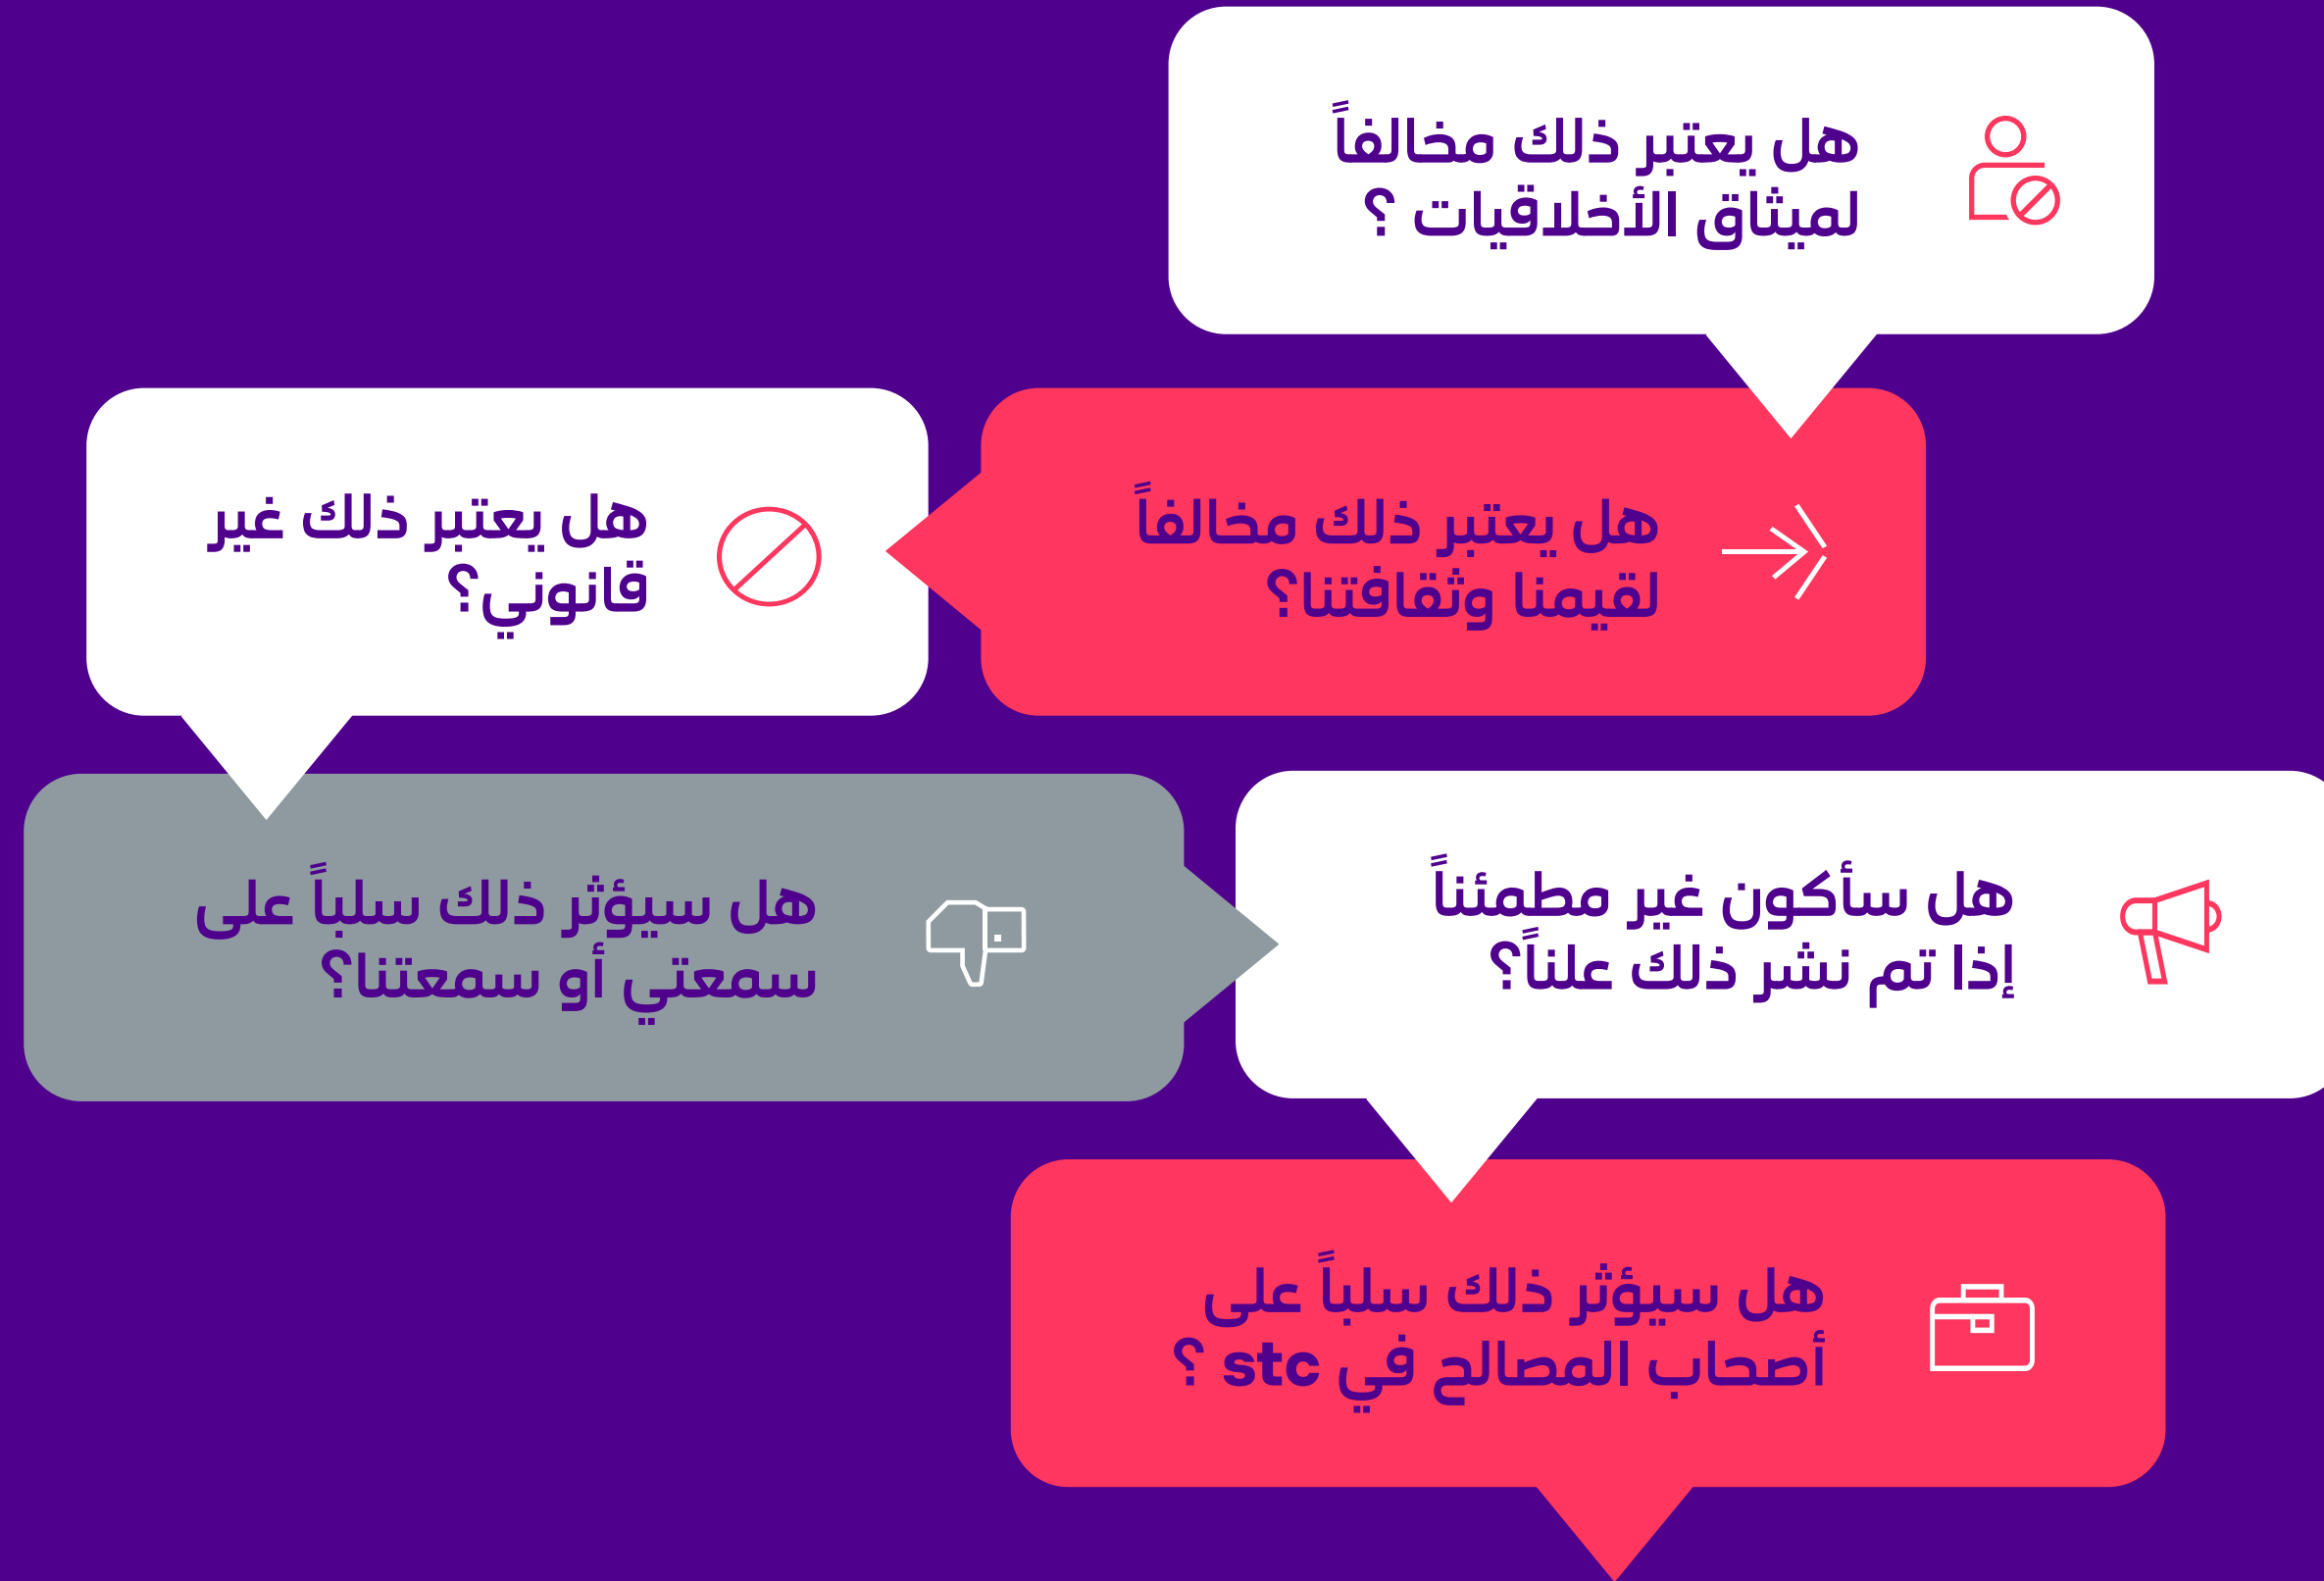 هل يعتبر ذلك مخالفاً
لميثاق الأخلاقيات ؟
هل يعتبر ذلك مخالفاً
لقيمنا وثقافتنا؟
هل يعتبر ذلك غير
قانوني؟
هل سيؤثر ذلك سلباً على
سمعتي أو سمعتنا؟
هل سأكون غير مطمئناً
إذا تم نشر ذلك علناً؟
هل سيؤثر ذلك سلباً على
أصحاب المصالح في stc ؟